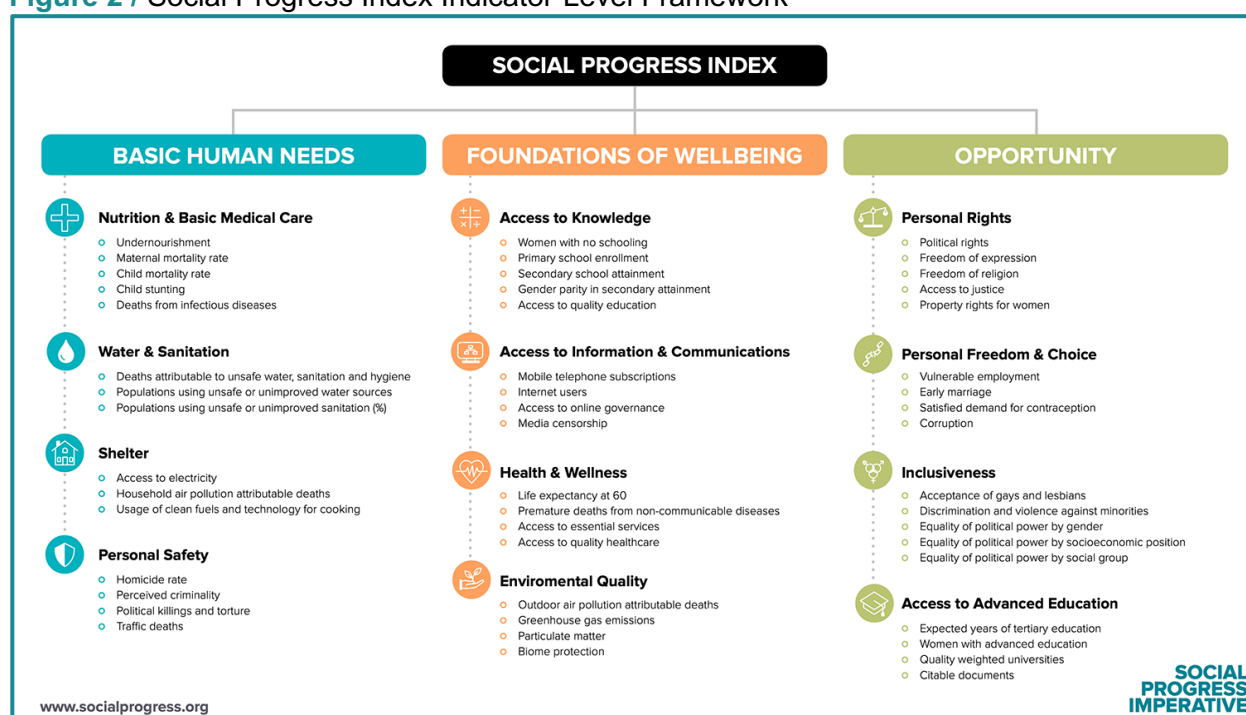 Figure 2 / Social Progress Index Indicator-Level Framework
SOCIAL PROGRESS INDEX
BASIC HUMAN NEEDS
Nutrition & Basic Medical Care
Undernourishment
Maternal mortality rate
Child mortality rate
Child stunting
Deaths from infectious diseases
Water & Sanitation
Deaths attributable to unsafe water, sanitation and hygiene
Populations using unsafe or unimproved water sources
Populations using unsafe or unimproved sanitation (%)
Shelter
Access to electricity
Household air pollution attributable deaths
Usage of clean fuels and technology for cooking
Personal Safety
Homicide rate
Perceived criminality
Political killings and torture
Traffic deaths
FOUNDATIONS OF WELLBEING
Access to Knowledge
Women with no schooling
Primary school enrollment
Secondary school attainment
Gender parity in secondary attainment
Access to quality education
Access to Information & Communications
Mobile telephone subscriptions
Internet users
Access to online governance
Media censorship
Health & Wellness
Life expectancy at 60
Premature deaths from non-communicable diseases
Access to essential services
Access to quality healthcare
Enviromental Quality
Outdoor air pollution attributable deaths
Greenhouse gas emissions
Particulate matter
Biome protection
OPPORTUNITY
Personal Rights
Political rights
Freedom of expression
Freedom of religion
Access to justice
Property rights for women
Personal Freedom & Choice
Vulnerable employment
Early marriage
Satisfied demand for contraception
Corruption
Inclusiveness
Acceptance of gays and lesbians
Discrimination and violence against minorities
Equality of political power by gender
Equality of political power by socioeconomic position
Equality of political power by social group
Access to Advanced Education
Expected years of tertiary education
Women with advanced education
Quality weighted universities
Citable documents
www.socialprogress.org
SOCIAL
PROGRESS
IMPERATIVE